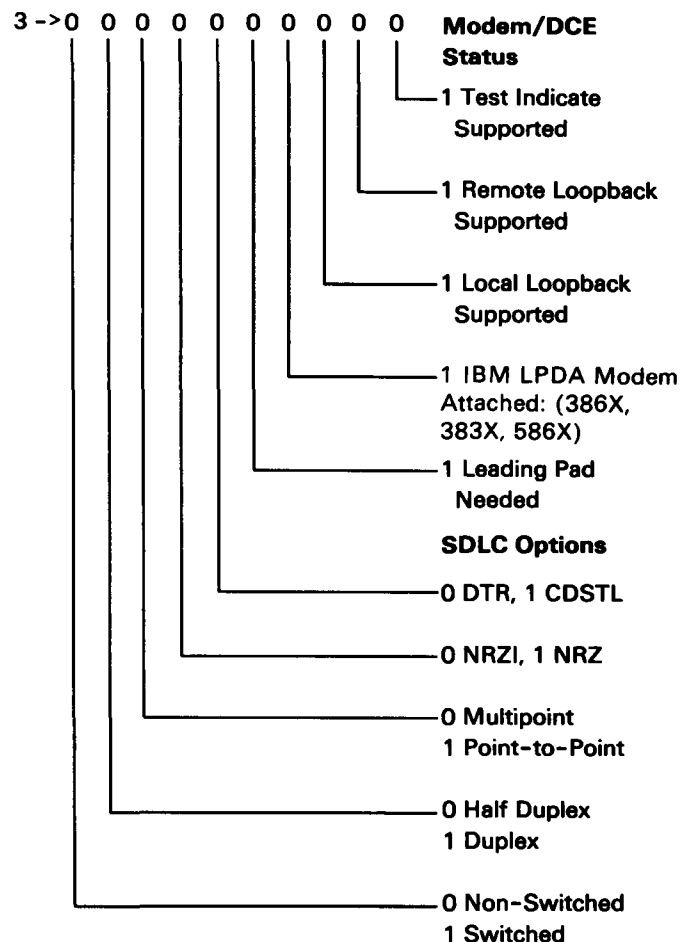 3 ->0 0 0 0 0 0 0 0 0 0 Modem/DCE
Status
1 Test Indicate
Supported
1 Remote Loopback
Supported
1 Local Loopback
Supported
1 IBM LPDA Modem
Attached: (386X,
383X, 586X)
1 Leading Pad
Needed
SDLC Options
0 DTR, 1 CDSTL
0 NRZI, 1 NRZ
0 Multipoint
1 Point-to-Point
0 Half Duplex
1 Duplex
0 Non-Switched
1 Switched